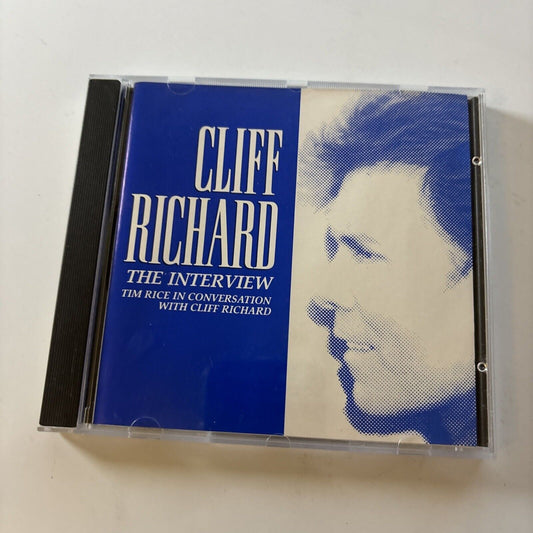 CLIFF
RICHARD
THE INTERVIEW
TIM RICE IN CONVERSATION
WITH CLIFF RICHARD